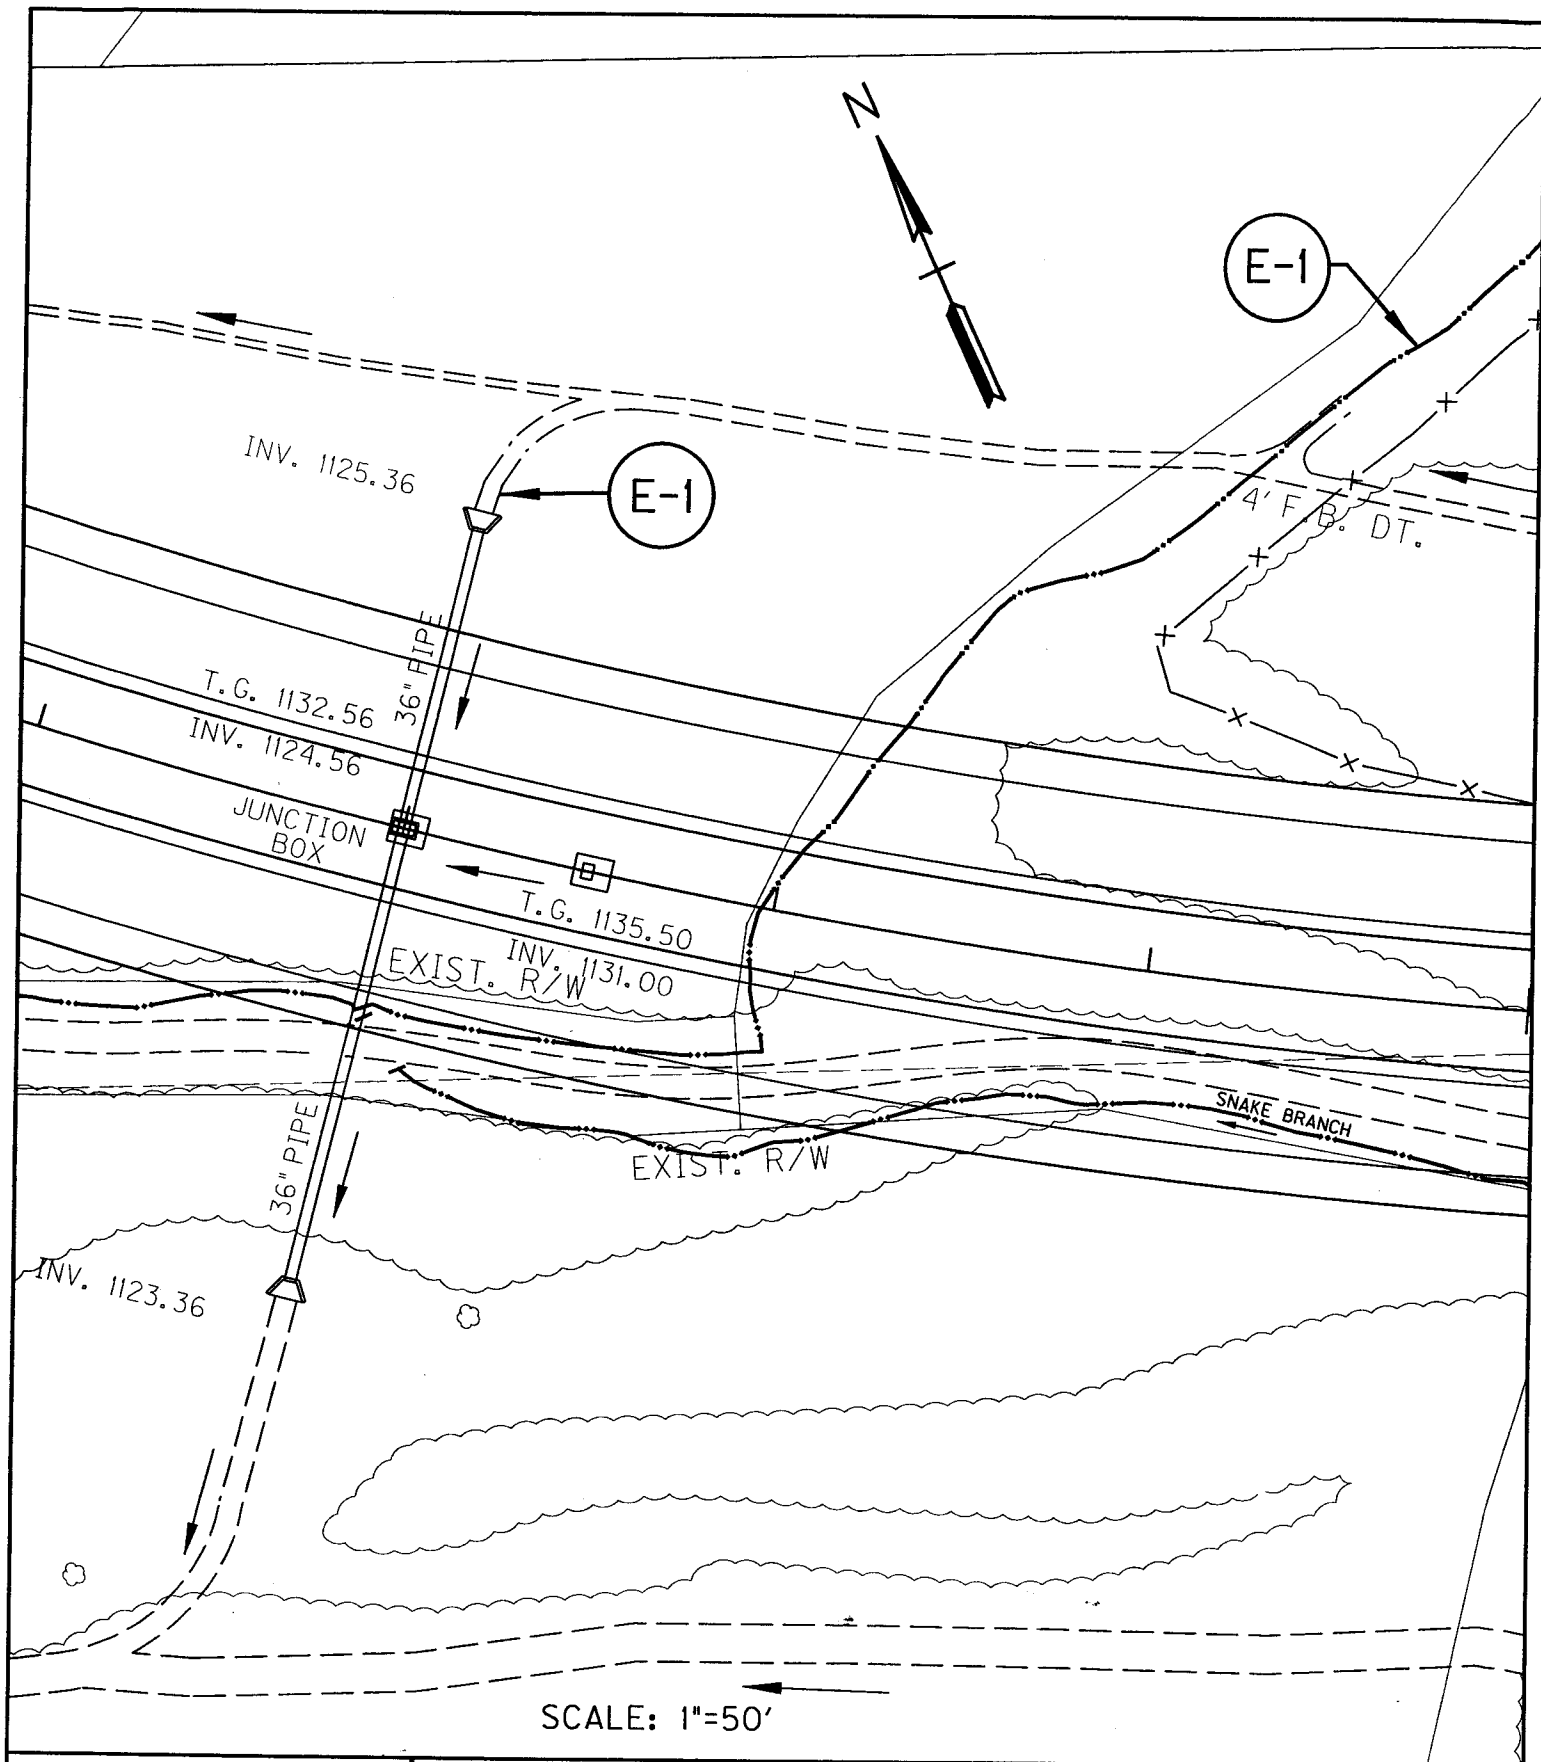 N
E-1
INV. 1125.36
E-1
4' F.B. DT.
36" PIPE
T.G. 1132.56
INV. 1124.56
JUNCTION
BOX
T.G. 1135.50
INV. 1131.00
EXIST. R/W
SNAKE BRANCH
36" PIPE
EXIST. R/W
INV. 1123.36
SCALE: 1"=50'